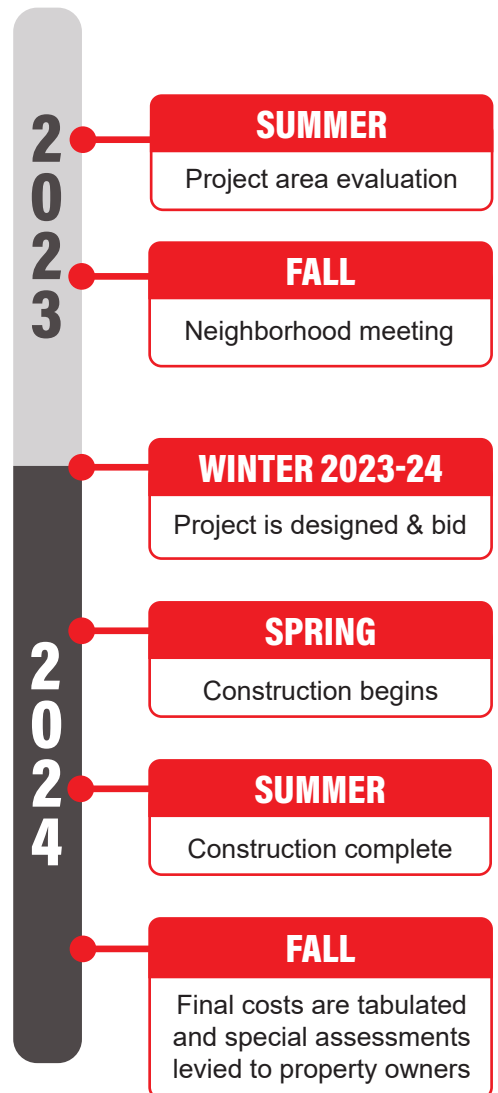 2023
SUMMER
Project area evaluation
FALL
Neighborhood meeting
WINTER 2023-24
Project is designed & bid
2024
SPRING
Construction begins
SUMMER
Construction complete
FALL
Final costs are tabulated
and special assessments
levied to property owners